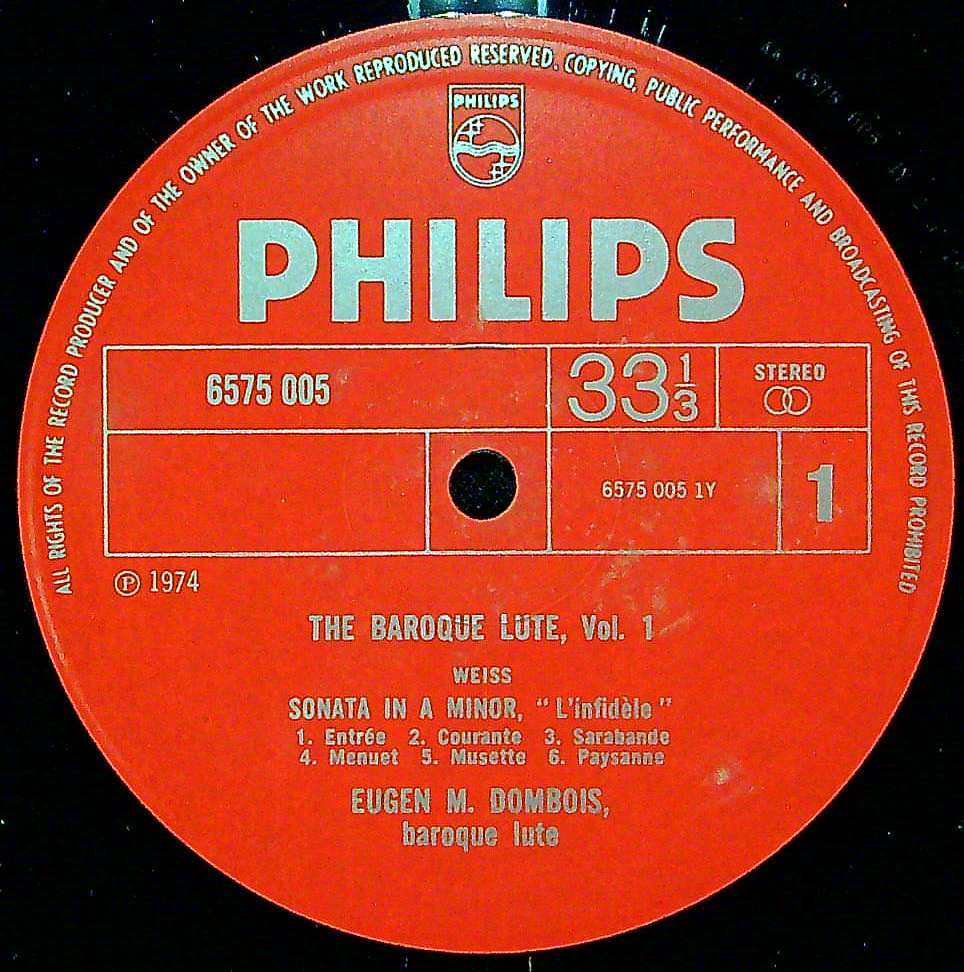 ALL RIGHTS OF THE RECORD PRODUCER AND OF THE OWNER OF THE WORK REPRODUCED RESERVED. COPYING, PUBLIC PERFORMANCE AND BROADCASTING OF THIS RECORD PROHIBITED
PHILIPS
PHILIPS
6575 005
33 1/3
STEREO
6575 005 1Y
1
℗ 1974
THE BAROQUE LUTE, Vol. 1
WEISS
SONATA IN A MINOR, "L'infidèle"
1. Entrée 2. Courante 3. Sarabande
4. Menuet 5. Musette 6. Paysanne
EUGEN M. DOMBOIS,
baroque lute